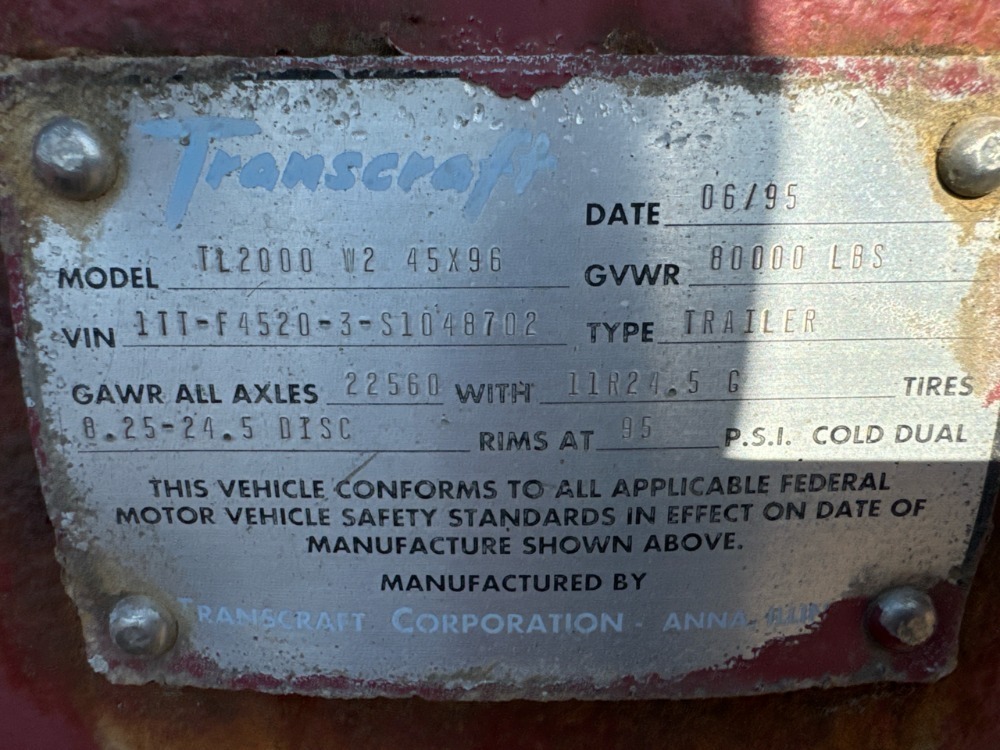 Transcraft
DATE 06/95
MODEL TL2000 W2 45X96 GVWR 80000 LBS
VIN 1TT-F4520-3-S1048702 TYPE TRAILER
GAWR ALL AXLES 22560 WITH 11R24.5 G TIRES
8.25-24.5 DISC RIMS AT 95 P.S.I. COLD DUAL
THIS VEHICLE CONFORMS TO ALL APPLICABLE FEDERAL
MOTOR VEHICLE SAFETY STANDARDS IN EFFECT ON DATE OF
MANUFACTURE SHOWN ABOVE.
MANUFACTURED BY
TRANSCRAFT CORPORATION - ANNA,